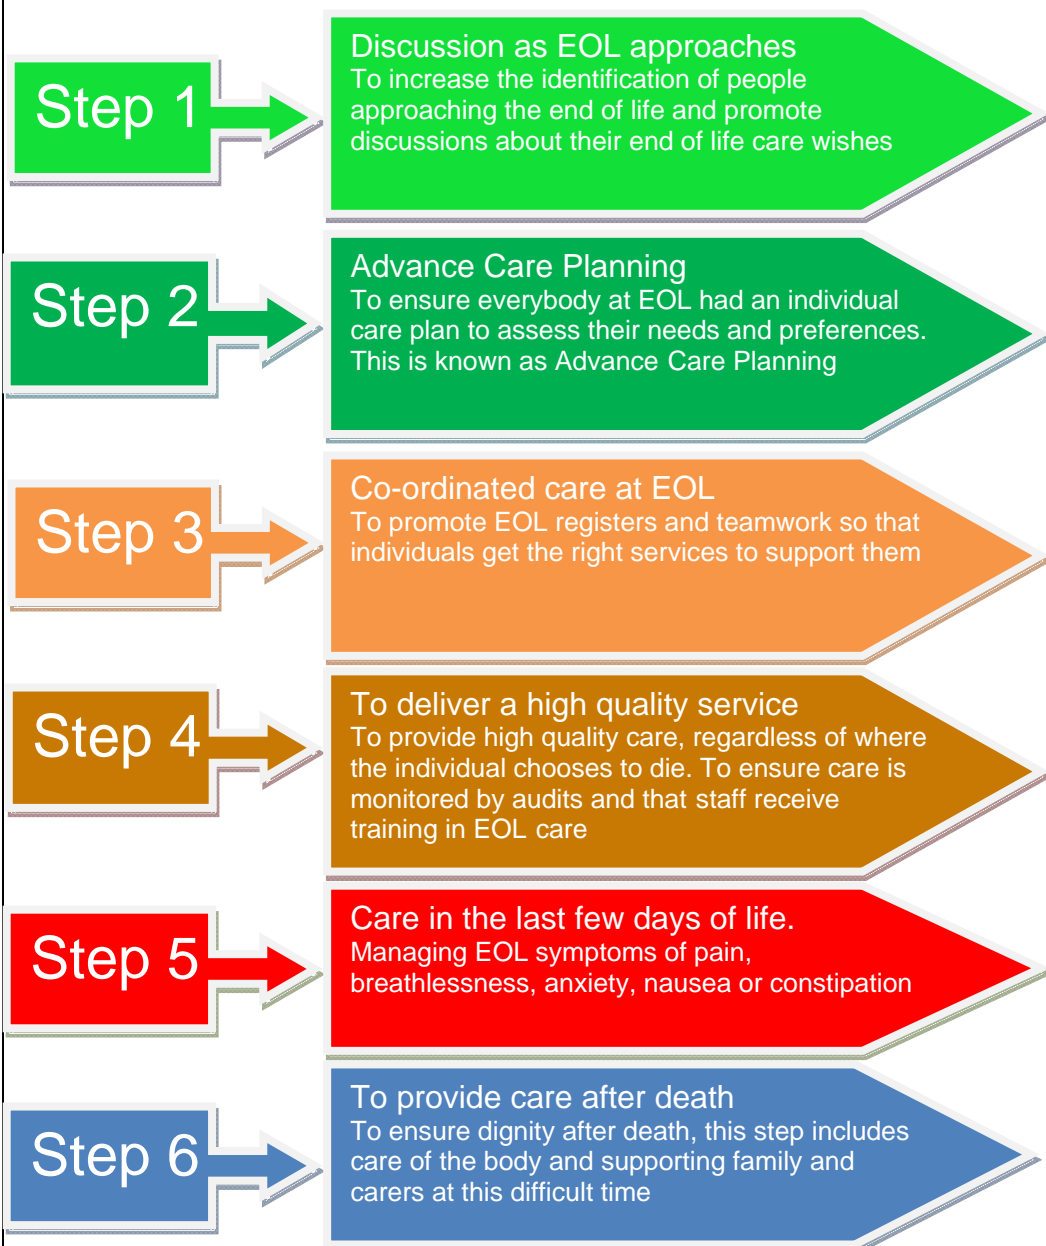 Step 1
Discussion as EOL approaches
To increase the identification of people
approaching the end of life and promote
discussions about their end of life care wishes
Step 2
Advance Care Planning
To ensure everybody at EOL had an individual
care plan to assess their needs and preferences.
This is known as Advance Care Planning
Step 3
Co-ordinated care at EOL
To promote EOL registers and teamwork so that
individuals get the right services to support them
Step 4
To deliver a high quality service
To provide high quality care, regardless of where
the individual chooses to die. To ensure care is
monitored by audits and that staff receive
training in EOL care
Step 5
Care in the last few days of life.
Managing EOL symptoms of pain,
breathlessness, anxiety, nausea or constipation
Step 6
To provide care after death
To ensure dignity after death, this step includes
care of the body and supporting family and
carers at this difficult time